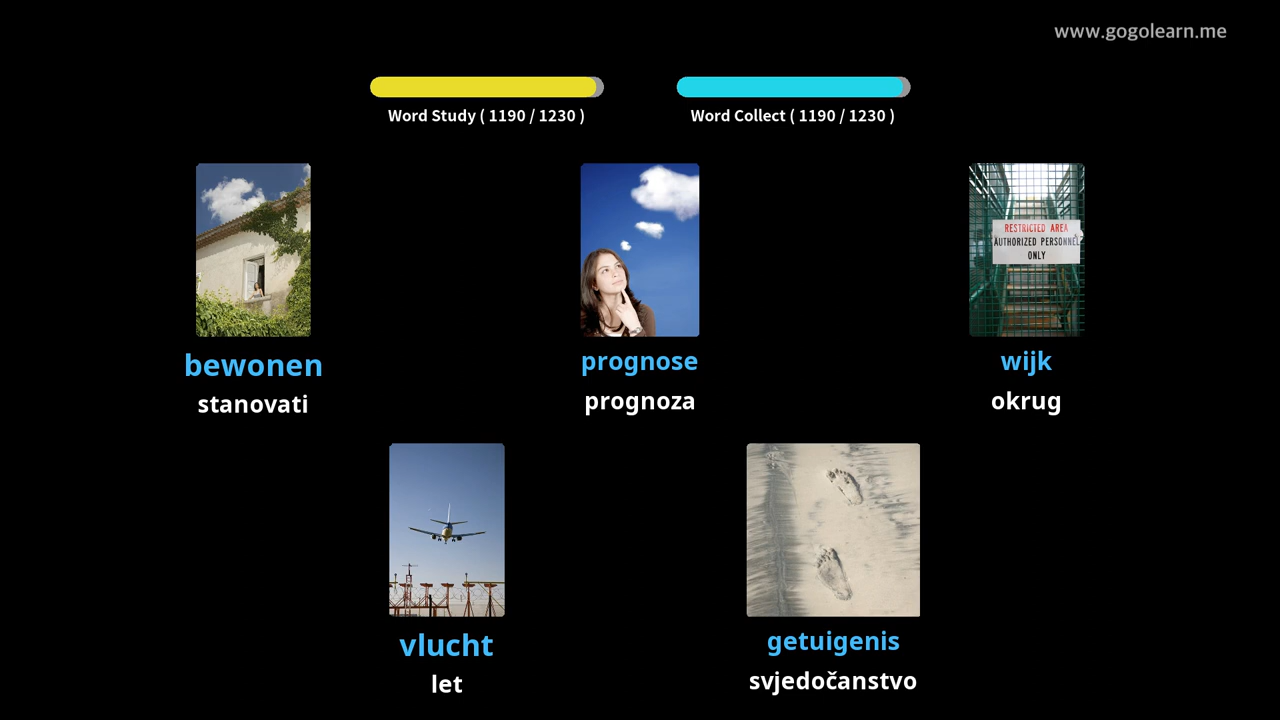 www.gogolearn.me
Word Study ( 1190 / 1230 )
Word Collect ( 1190 / 1230 )
RESTRICTED AREA
AUTHORIZED PERSONNEL
ONLY
bewonen
prognose
wijk
stanovati
prognoza
okrug
vlucht
getuigenis
let
svjedočanstvo